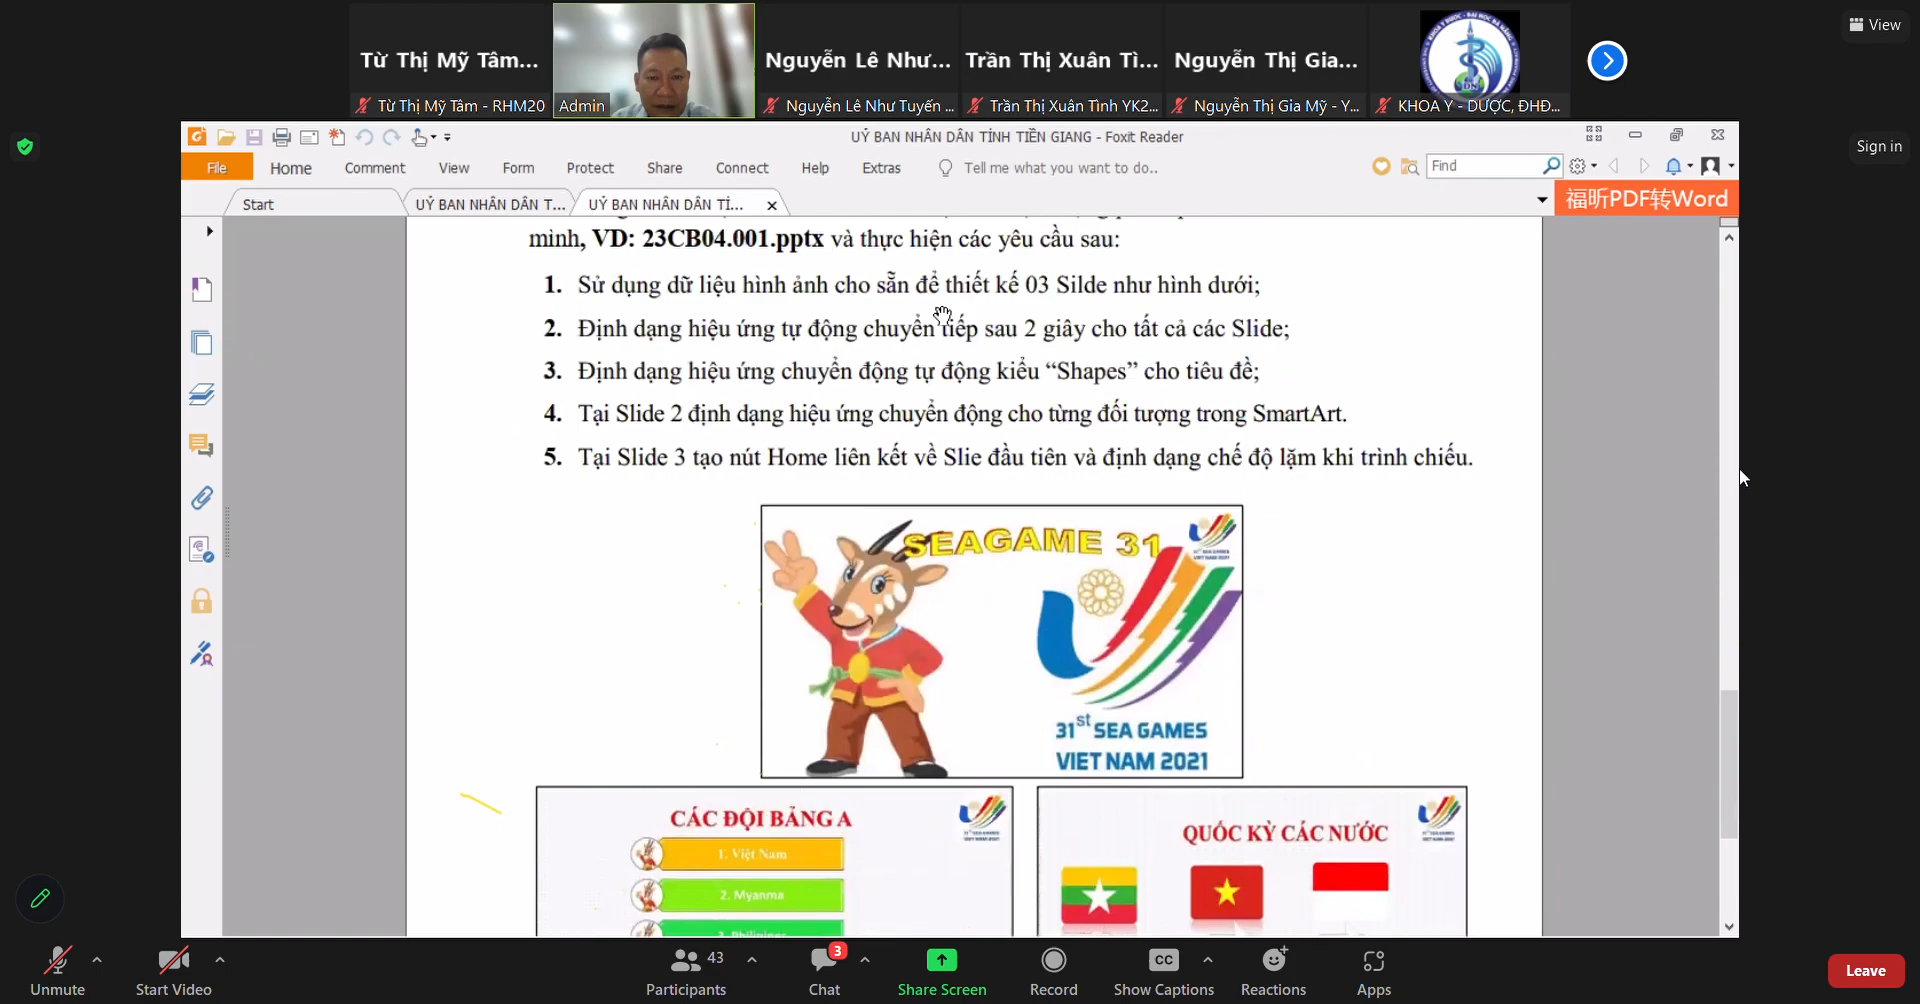 Từ Thị Mỹ Tâm...
Nguyễn Lê Như...
Trần Thị Xuân Tì...
Nguyễn Thị Gia...
View
Từ Thị Mỹ Tâm - RHM20
Admin
Nguyễn Lê Như Tuyến ...
Trần Thị Xuân Tình YK2...
Nguyễn Thị Gia Mỹ - Y...
KHOA Y - DƯỢC, ĐHĐ...
UỶ BAN NHÂN DÂN TỈNH TIỀN GIANG - Foxit Reader
Sign in
File
Home
Comment
View
Form
Protect
Share
Connect
Help
Extras
Tell me what you want to do..
Find
Start
UỶ BAN NHÂN DÂN T...
UỶ BAN NHÂN DÂN TỈ...
福昕PDF转Word
mình, VD: 23CB04.001.pptx và thực hiện các yêu cầu sau:
1. Sử dụng dữ liệu hình ảnh cho sẵn để thiết kế 03 Silde như hình dưới;
2. Định dạng hiệu ứng tự động chuyển tiếp sau 2 giây cho tất cả các Slide;
3. Định dạng hiệu ứng chuyển động tự động kiểu “Shapes” cho tiêu đề;
4. Tại Slide 2 định dạng hiệu ứng chuyển động cho từng đối tượng trong SmartArt.
5. Tại Slide 3 tạo nút Home liên kết về Slie đầu tiên và định dạng chế độ lặm khi trình chiếu.
SEAGAME 31
31st SEA GAMES
VIET NAM 2021
CÁC ĐỘI BẢNG A
1. Việt Nam
2. Myanma
QUỐC KỲ CÁC NƯỚC
Unmute
Start Video
43
Participants
3
Chat
Share Screen
Record
CC
Show Captions
Reactions
Apps
Leave